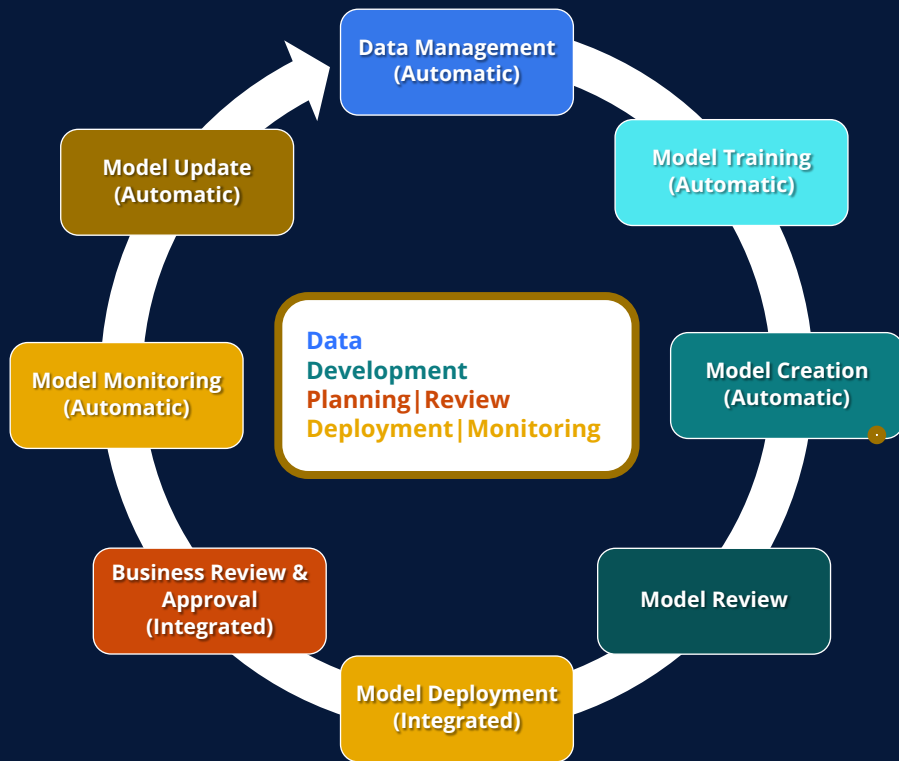 Data Management
(Automatic)
Model Training
(Automatic)
Model Creation
(Automatic)
Model Review
Model Deployment
(Integrated)
Business Review &
Approval
(Integrated)
Model Monitoring
(Automatic)
Model Update
(Automatic)
Data
Development
Planning|Review
Deployment|Monitoring